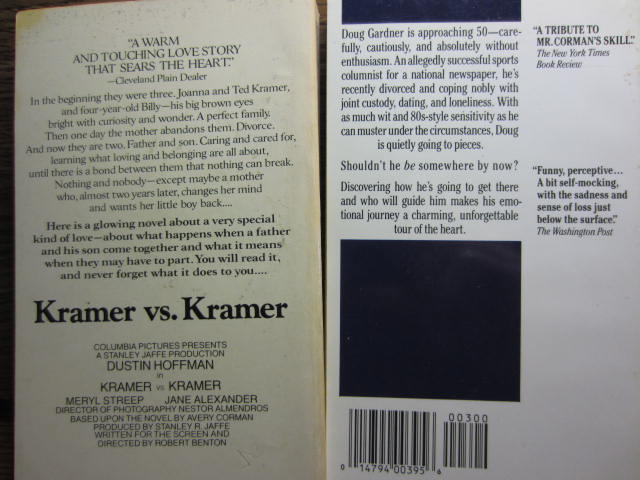 "A WARM
AND TOUCHING LOVE STORY
THAT SEARS THE HEART."
—Cleveland Plain Dealer
In the beginning they were three. Joanna and Ted Kramer,
and four-year-old Billy—his big brown eyes
bright with curiosity and wonder. A perfect family.
Then one day the mother abandons them. Divorce.
And now they are two. Father and son. Caring and cared for,
learning what loving and belonging are all about,
until there is a bond between them that nothing can break.
Nothing and nobody—except maybe a mother
who, almost two years later, changes her mind
and wants her little boy back....
Here is a glowing novel about a very special
kind of love—about what happens when a father
and his son come together and what it means
when they may have to part. You will read it,
and never forget what it does to you....
Kramer vs. Kramer
COLUMBIA PICTURES PRESENTS
A STANLEY JAFFE PRODUCTION
DUSTIN HOFFMAN
in
KRAMER vs KRAMER
MERYL STREEP JANE ALEXANDER
DIRECTOR OF PHOTOGRAPHY NESTOR ALMENDROS
BASED UPON THE NOVEL BY AVERY CORMAN
PRODUCED BY STANLEY R. JAFFE
WRITTEN FOR THE SCREEN AND
DIRECTED BY ROBERT BENTON
Doug Gardner is approaching 50—care-
fully, cautiously, and absolutely without
enthusiasm. An allegedly successful sports
columnist for a national newspaper, he's
recently divorced and coping nobly with
joint custody, dating, and loneliness. With
as much wit and 80s-style sensitivity as he
can muster under the circumstances, Doug
is quietly going to pieces.
Shouldn't he be somewhere by now?
Discovering how he's going to get there
and who will guide him makes his emo-
tional journey a charming, unforgettable
tour of the heart.
"A TRIBUTE TO
MR. CORMAN'S SKILL."
The New York Times
Book Review
"Funny, perceptive...
A bit self-mocking,
with the sadness and
sense of loss just
below the surface."
The Washington Post
00300
0 14794 00395 6